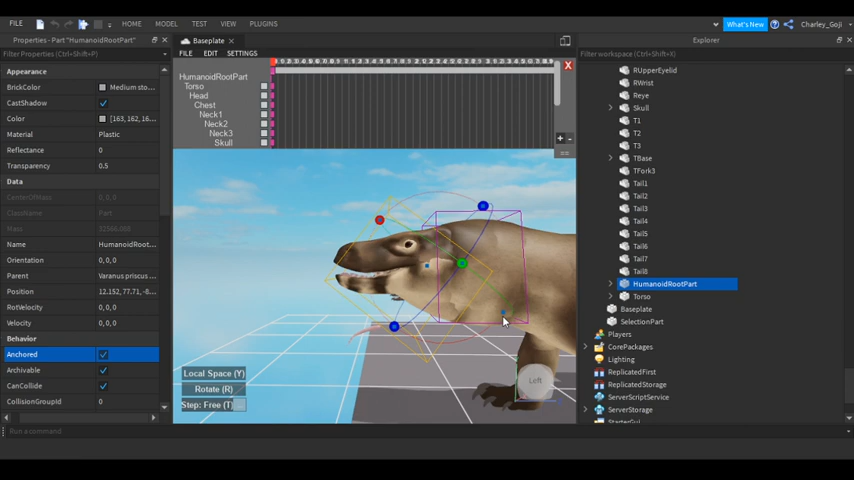 FILE HOME MODEL TEST VIEW PLUGINS What's New Charley_Goji
Properties - Part "HumanoidRootPart"
Filter Properties (Ctrl+Shift+P)
Appearance
BrickColor Medium sto...
CastShadow
Color [163, 162, 16...
Material Plastic
Reflectance 0
Transparency 0.5
Data
CenterOfMass 0, 0, 0
ClassName Part
Mass 32566.088
Name HumanoidRoot...
Orientation 0, 0, 0
Parent Varanus priscus ...
Position 12.152, 77.71, -8...
RotVelocity 0, 0, 0
Velocity 0, 0, 0
Behavior
Anchored
Archivable
CanCollide
CollisionGroupId 0
Baseplate
FILE EDIT SETTINGS
HumanoidRootPart
Torso
Head
Chest
Neck1
Neck2
Neck3
Skull
Local Space (Y)
Rotate (R)
Step: Free (T)
Left
Explorer
Filter workspace (Ctrl+Shift+X)
RUpperEyelid
RWrist
Reye
Skull
T1
T2
T3
TBase
TFork3
Tail1
Tail2
Tail3
Tail4
Tail5
Tail6
Tail7
Tail8
HumanoidRootPart
Torso
Baseplate
SelectionPart
Players
CorePackages
Lighting
ReplicatedFirst
ReplicatedStorage
ServerScriptService
ServerStorage
StarterGui
Run a command